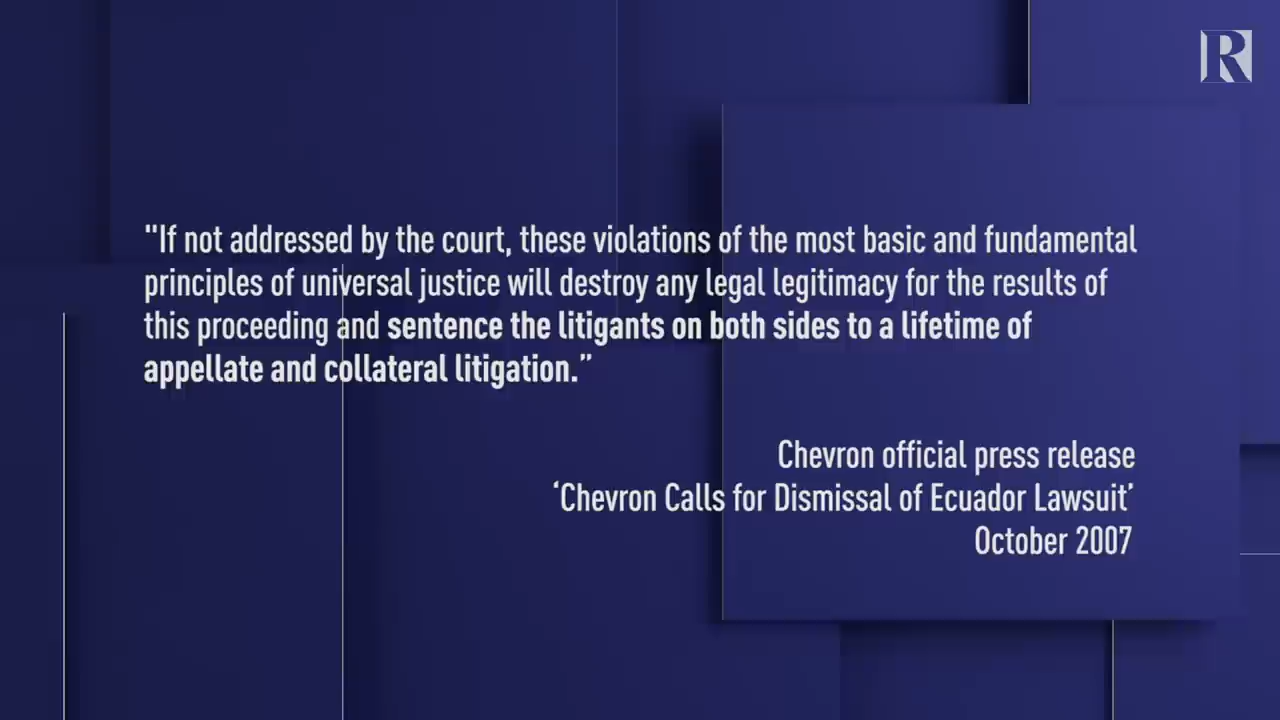 R
"If not addressed by the court, these violations of the most basic and fundamental
principles of universal justice will destroy any legal legitimacy for the results of
this proceeding and sentence the litigants on both sides to a lifetime of
appellate and collateral litigation.”
Chevron official press release
‘Chevron Calls for Dismissal of Ecuador Lawsuit’
October 2007